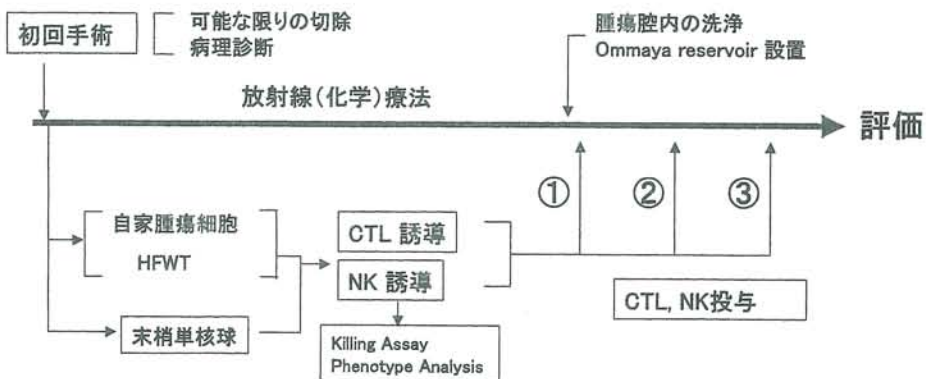 初回手術
可能な限りの切除
病理診断
腫瘍腔内の洗浄
Ommaya reservoir 設置
放射線(化学)療法
評価
①
②
③
自家腫瘍細胞
HFWT
末梢単核球
CTL 誘導
NK 誘導
CTL, NK投与
Killing Assay
Phenotype Analysis